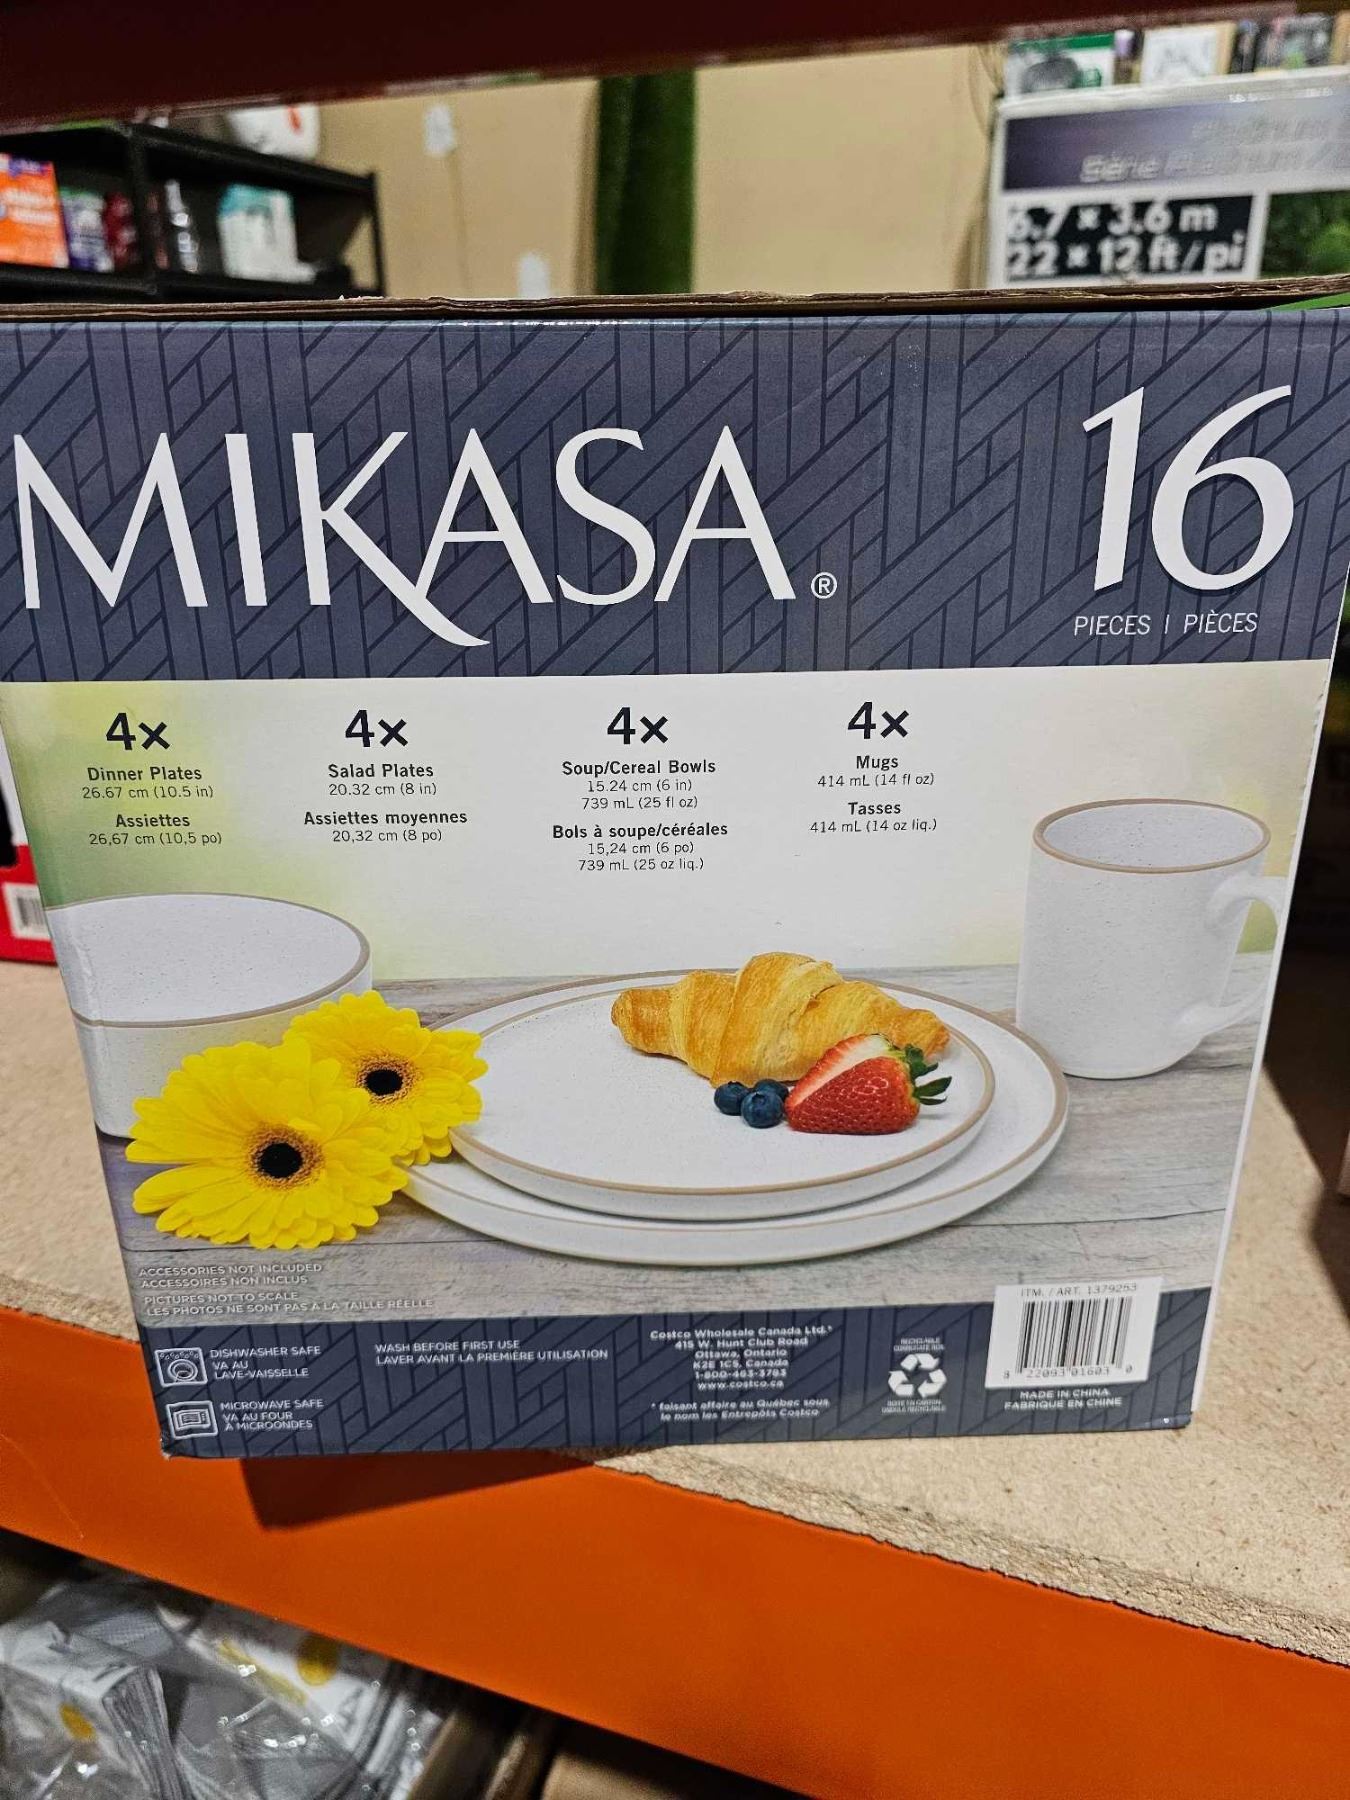 6.7 x 3.6 m
22 x 12 ft/pi
MIKASA®
16
PIECES | PIÈCES
4x
Dinner Plates
26.67 cm (10.5 in)
Assiettes
26,67 cm (10,5 po)
4x
Salad Plates
20.32 cm (8 in)
Assiettes moyennes
20,32 cm (8 po)
4x
Soup/Cereal Bowls
15.24 cm (6 in)
739 mL (25 fl oz)
Bols à soupe/céréales
15,24 cm (6 po)
739 mL (25 oz liq.)
4x
Mugs
414 mL (14 fl oz)
Tasses
414 mL (14 oz liq.)
ACCESSORIES NOT INCLUDED
ACCESSOIRES NON INCLUS
PICTURES NOT TO SCALE
LES PHOTOS NE SONT PAS À LA TAILLE RÉELLE
DISHWASHER SAFE
VA AU
LAVE-VAISSELLE
MICROWAVE SAFE
VA AU FOUR
À MICROONDES
WASH BEFORE FIRST USE
LAVER AVANT LA PREMIÈRE UTILISATION
Costco Wholesale Canada Ltd.*
415 W. Hunt Club Road
Ottawa, Ontario
K2E 1C5, Canada
1-800-463-3783
www.costco.ca
* faisant affaire au Québec sous
le nom les Entrepôts Costco
ITM. / ART. 1379253
8 22093 01603 0
MADE IN CHINA
FABRIQUÉ EN CHINE